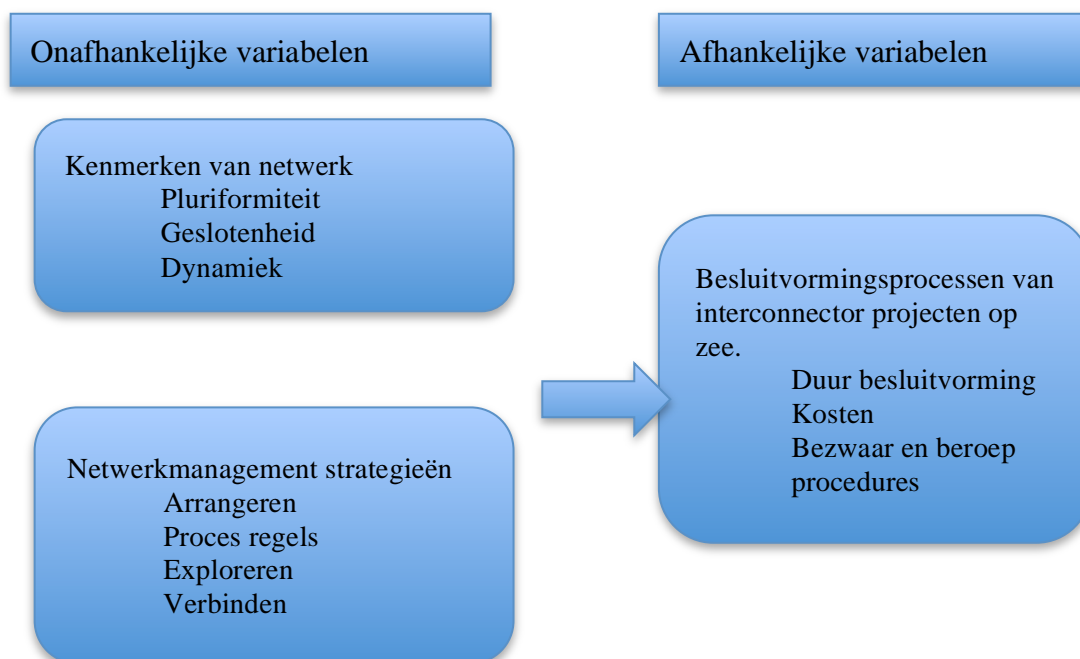 Onafhankelijke variabelen
Kenmerken van netwerk
Pluriformiteit
Geslotenheid
Dynamiek
Netwerkmanagement strategieën
Arrangeren
Proces regels
Exploreren
Verbinden
Afhankelijke variabelen
Besluitvormingsprocessen van
interconnector projecten op
zee.
Duur besluitvorming
Kosten
Bezwaar en beroep
procedures